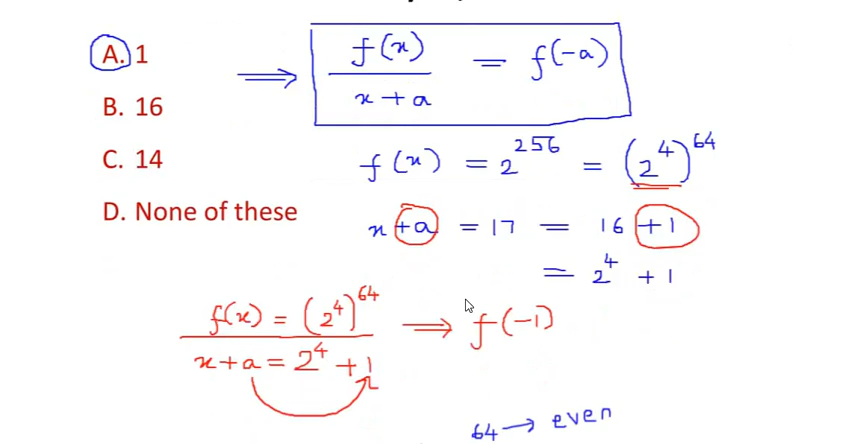 A. 1
⟹ f(x) / x + a = f(-a)
B. 16
f(x) = 2^256 = (2^4)^64
C. 14
D. None of these
x + a = 17 = 16 + 1
= 2^4 + 1
f(x) = (2^4)^64 / x + a = 2^4 + 1 ⟹ f(-1)
64 → even